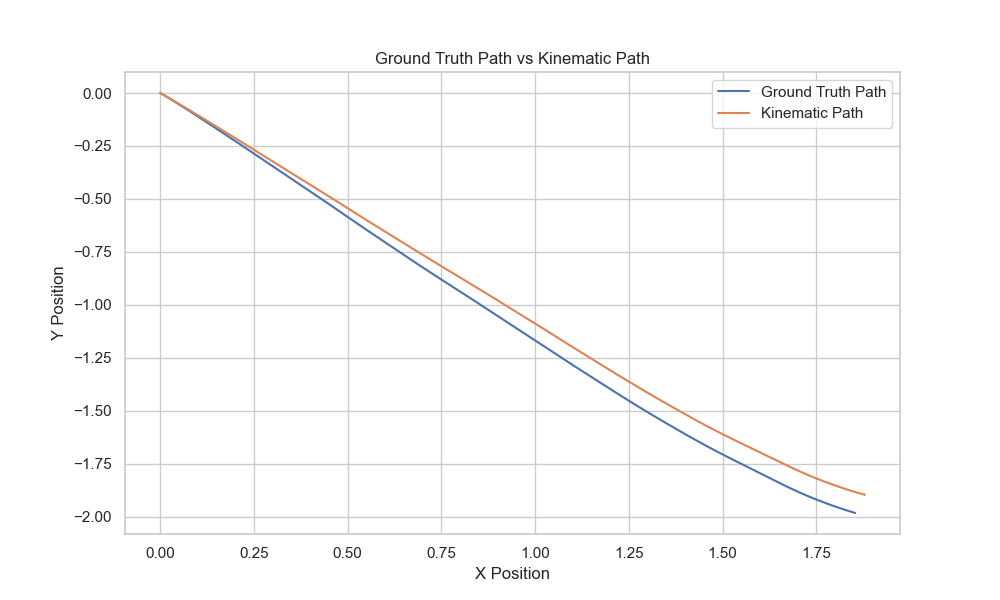 Ground Truth Path vs Kinematic Path
Ground Truth Path
Kinematic Path
Y Position
0.00
−0.25
−0.50
−0.75
−1.00
−1.25
−1.50
−1.75
−2.00
0.00 0.25 0.50 0.75 1.00 1.25 1.50 1.75
X Position